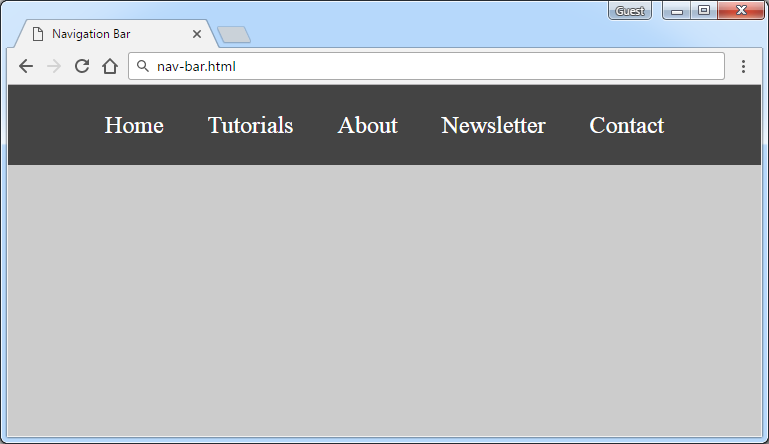 Guest
Navigation Bar
nav-bar.html
Home Tutorials About Newsletter Contact